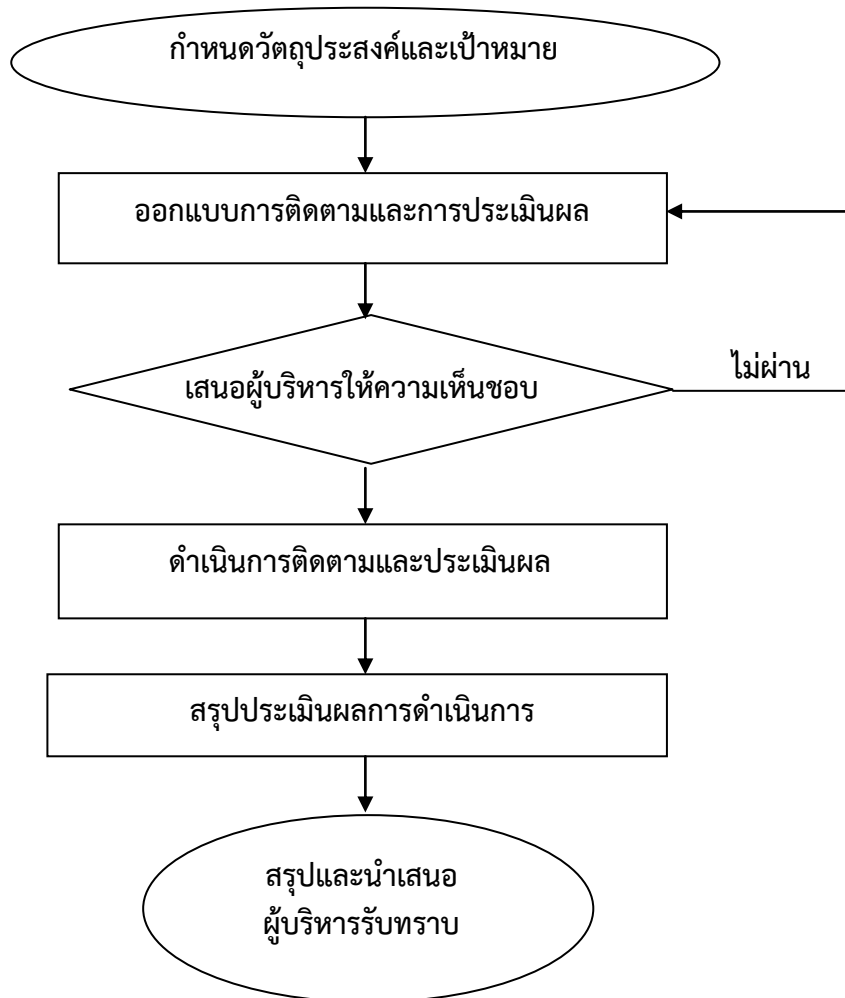 กำหนดวัตถุประสงค์และเป้าหมาย
ออกแบบการติดตามและการประเมินผล
เสนอผู้บริหารให้ความเห็นชอบ
ไม่ผ่าน
ดำเนินการติดตามและประเมินผล
สรุปประเมินผลการดำเนินการ
สรุปและนำเสนอ
ผู้บริหารรับทราบ